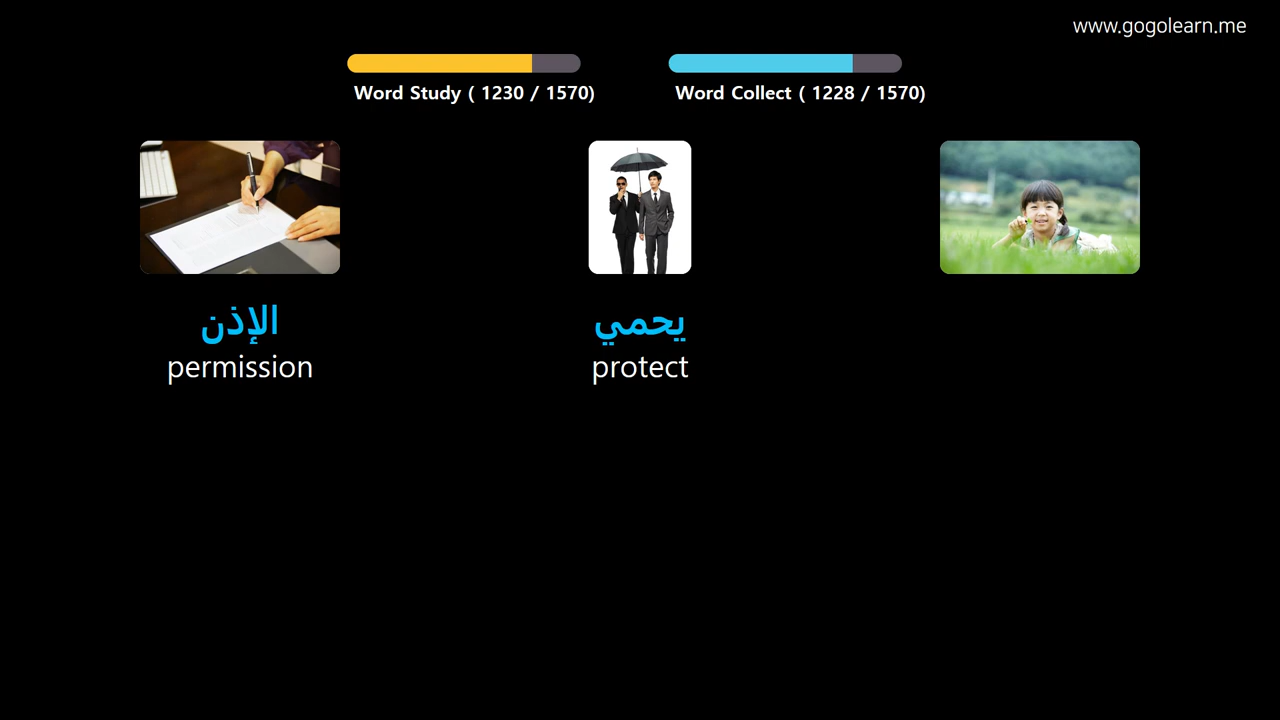 www.gogolearn.me
Word Study ( 1230 / 1570)
Word Collect ( 1228 / 1570)
الإذن
permission
يحمي
protect